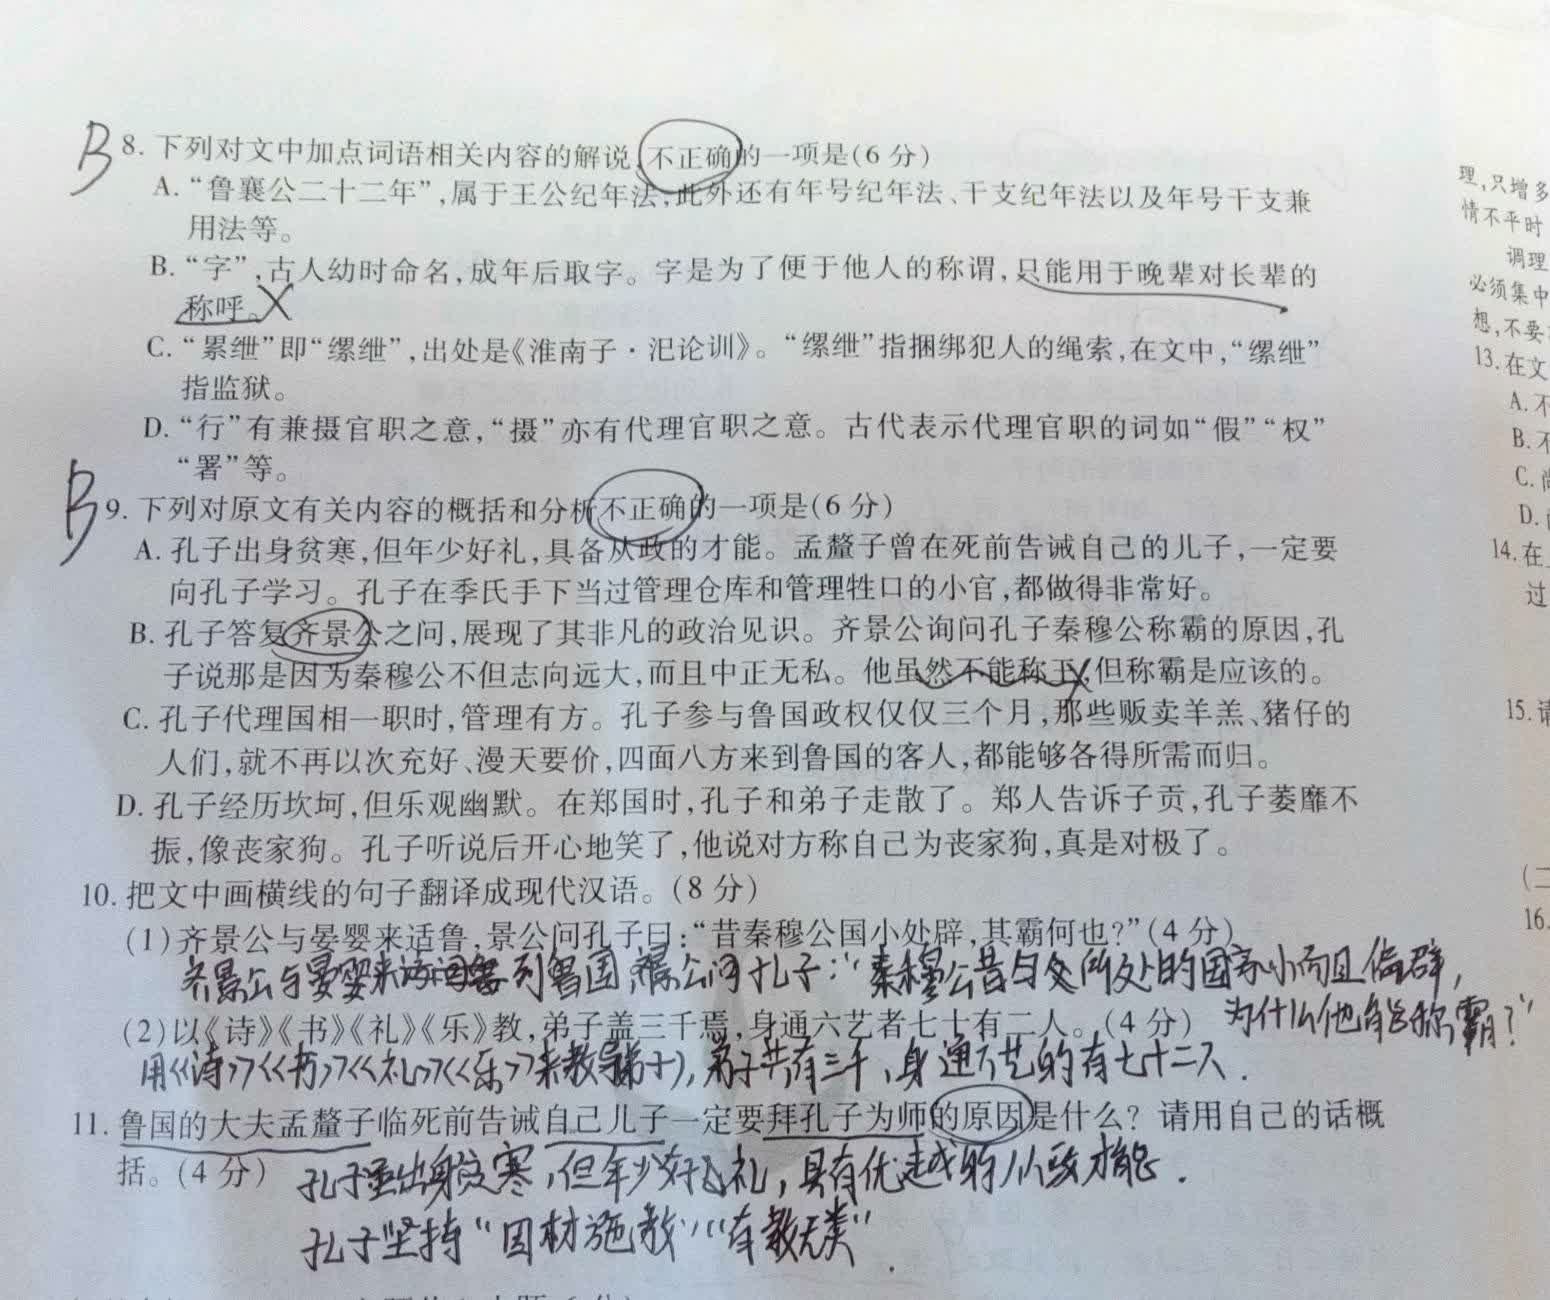 B 8. 下列对文中加点词语相关内容的解说,不正确的一项是(6 分)
A. “鲁襄公二十二年”,属于王公纪年法,此外还有年号纪年法、干支纪年法以及年号干支兼
用法等。
B. “字”,古人幼时命名,成年后取字。字是为了便于他人的称谓,只能用于晚辈对长辈的
称呼。X
C. “累绁”即“缧绁”,出处是《淮南子·汜论训》。“缧绁”指捆绑犯人的绳索,在文中,“缧绁”
指监狱。
D. “行”有兼摄官职之意,“摄”亦有代理官职之意。古代表示代理官职的词如“假”“权”
“署”等。
B 9. 下列对原文有关内容的概括和分析不正确的一项是(6 分)
A. 孔子出身贫寒,但年少好礼,具备从政的才能。孟釐子曾在死前告诫自己的儿子,一定要
向孔子学习。孔子在季氏手下当过管理仓库和管理牲口的小官,都做得非常好。
B. 孔子答复齐景公之问,展现了其非凡的政治见识。齐景公询问孔子秦穆公称霸的原因,孔
子说那是因为秦穆公不但志向远大,而且中正无私。他虽然不能称王,但称霸是应该的。
C. 孔子代理国相一职时,管理有方。孔子参与鲁国政权仅仅三个月,那些贩卖羊羔、猪仔的
人们,就不再以次充好、漫天要价,四面八方来到鲁国的客人,都能够各得所需而归。
D. 孔子经历坎坷,但乐观幽默。在郑国时,孔子和弟子走散了。郑人告诉子贡,孔子萎靡不
振,像丧家狗。孔子听说后开心地笑了,他说对方称自己为丧家狗,真是对极了。
10. 把文中画横线的句子翻译成现代汉语。(8 分)
(1)齐景公与晏婴来适鲁,景公问孔子曰:“昔秦穆公国小处辟,其霸何也?”(4 分)
齐景公与晏婴来到鲁国,景公问孔子:“秦穆公昔日所处的国家小而且偏僻,
为什么他能称霸?”
(2)以《诗》《书》《礼》《乐》教,弟子盖三千焉,身通六艺者七十有二人。(4 分)
用《诗》《书》《礼》《乐》来教导弟子,弟子共有三千,身通六艺的有七十二人.
11. 鲁国的大夫孟釐子临死前告诫自己儿子一定要拜孔子为师的原因是什么? 请用自己的话概
括。(4 分)
孔子出身贫寒,但年少好礼,具有优越的从政才能.
孔子坚持“因材施教”“有教无类”.
理,只增多
情不平时
调理
必须集中
想,不要
13. 在文
A. 不
B. 不
C. 尚
D.
14. 在
过
15. 请
(二
16.